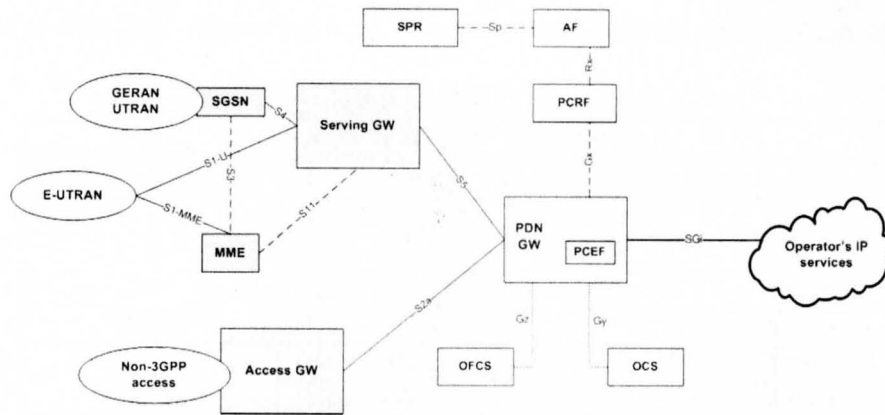 SPR
Sp
AF
Rx
PCRF
Gx
GERAN
UTRAN
SGSN
S4
Serving GW
S1-U
S3
E-UTRAN
S1-MME
S11
MME
S5
PDN
GW
PCEF
SGi
Operator's IP
services
S2a
Gz
Gy
OFCS
OCS
Non-3GPP
access
Access GW